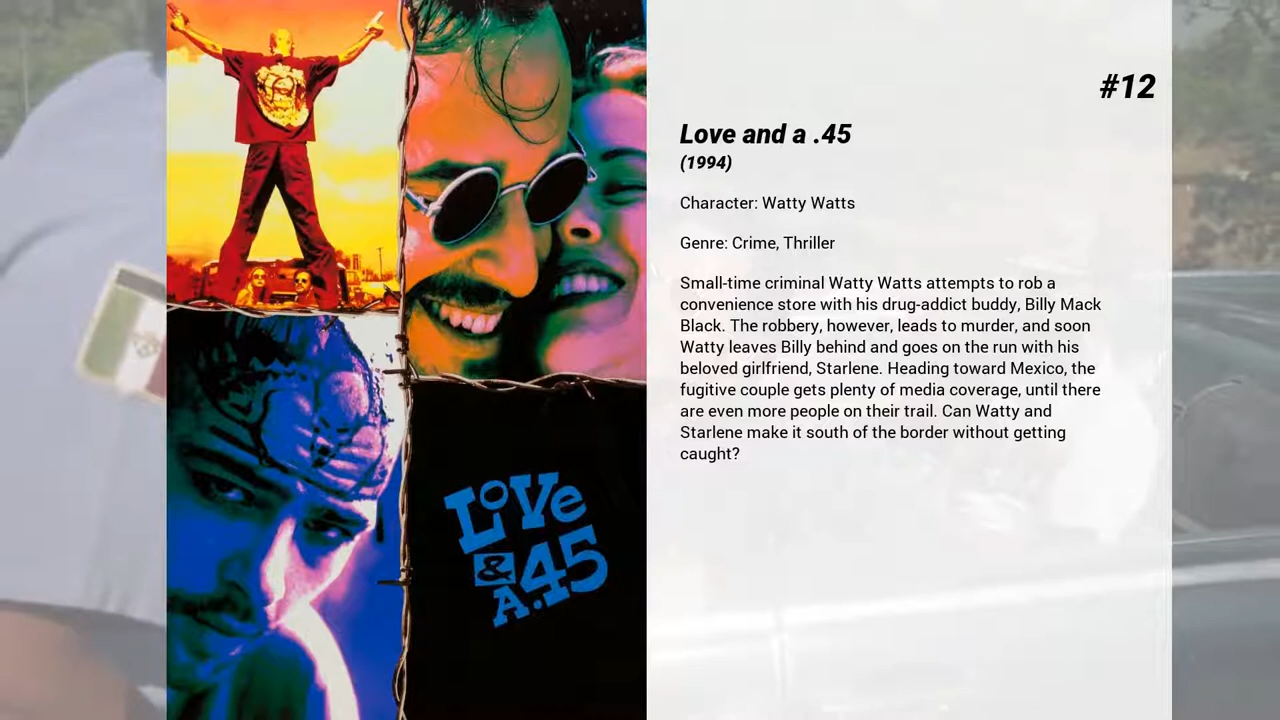 #12
Love and a .45
(1994)
Character: Watty Watts
Genre: Crime, Thriller
Small-time criminal Watty Watts attempts to rob a
convenience store with his drug-addict buddy, Billy Mack
Black. The robbery, however, leads to murder, and soon
Watty leaves Billy behind and goes on the run with his
beloved girlfriend, Starlene. Heading toward Mexico, the
fugitive couple gets plenty of media coverage, until there
are even more people on their trail. Can Watty and
Starlene make it south of the border without getting
caught?
LOVe
&
A.45